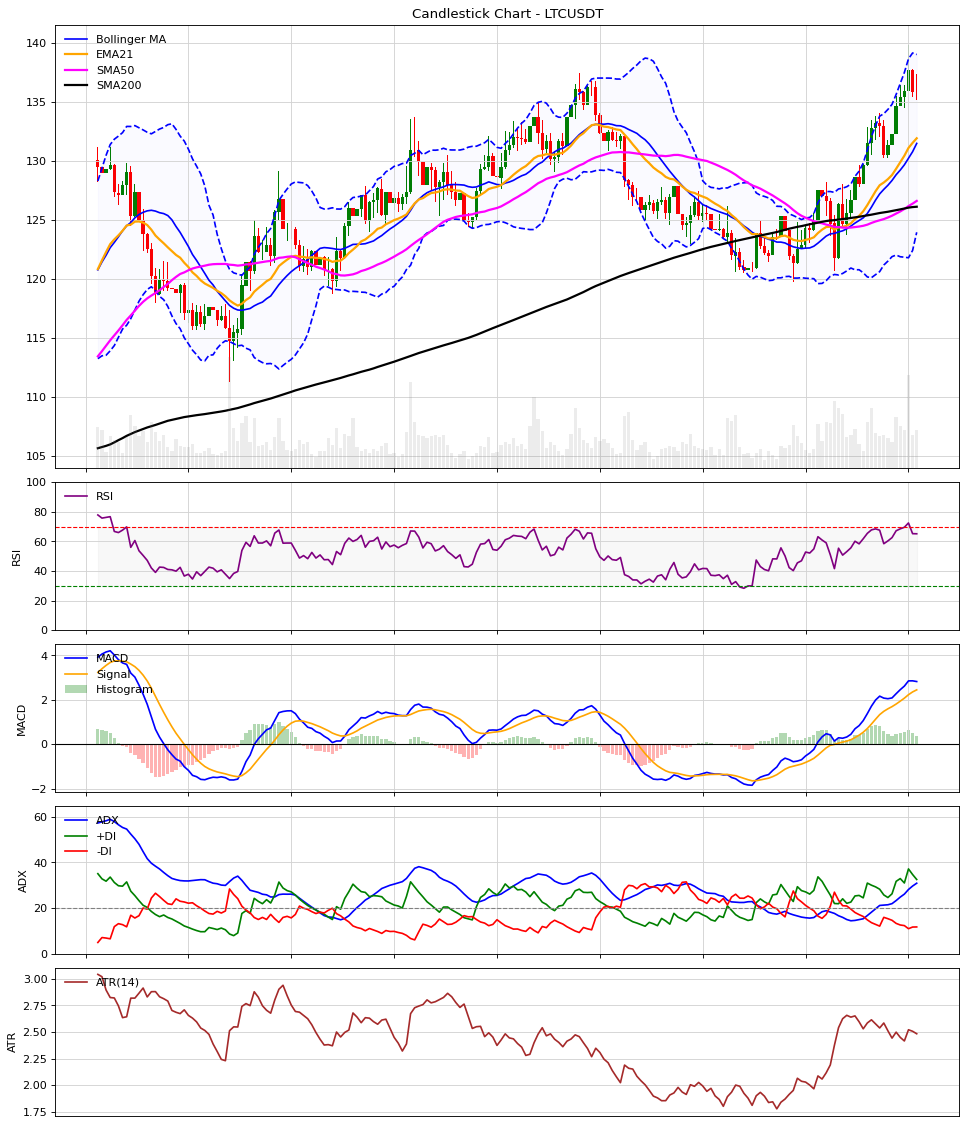 Candlestick Chart - LTCUSDT
Bollinger MA
EMA21
SMA50
SMA200
140
135
130
125
120
115
110
105
RSI
RSI
100
80
60
40
20
0
MACD
Signal
Histogram
MACD
4
2
0
−2
ADX
+DI
-DI
ADX
60
40
20
0
ATR(14)
ATR
3.00
2.75
2.50
2.25
2.00
1.75